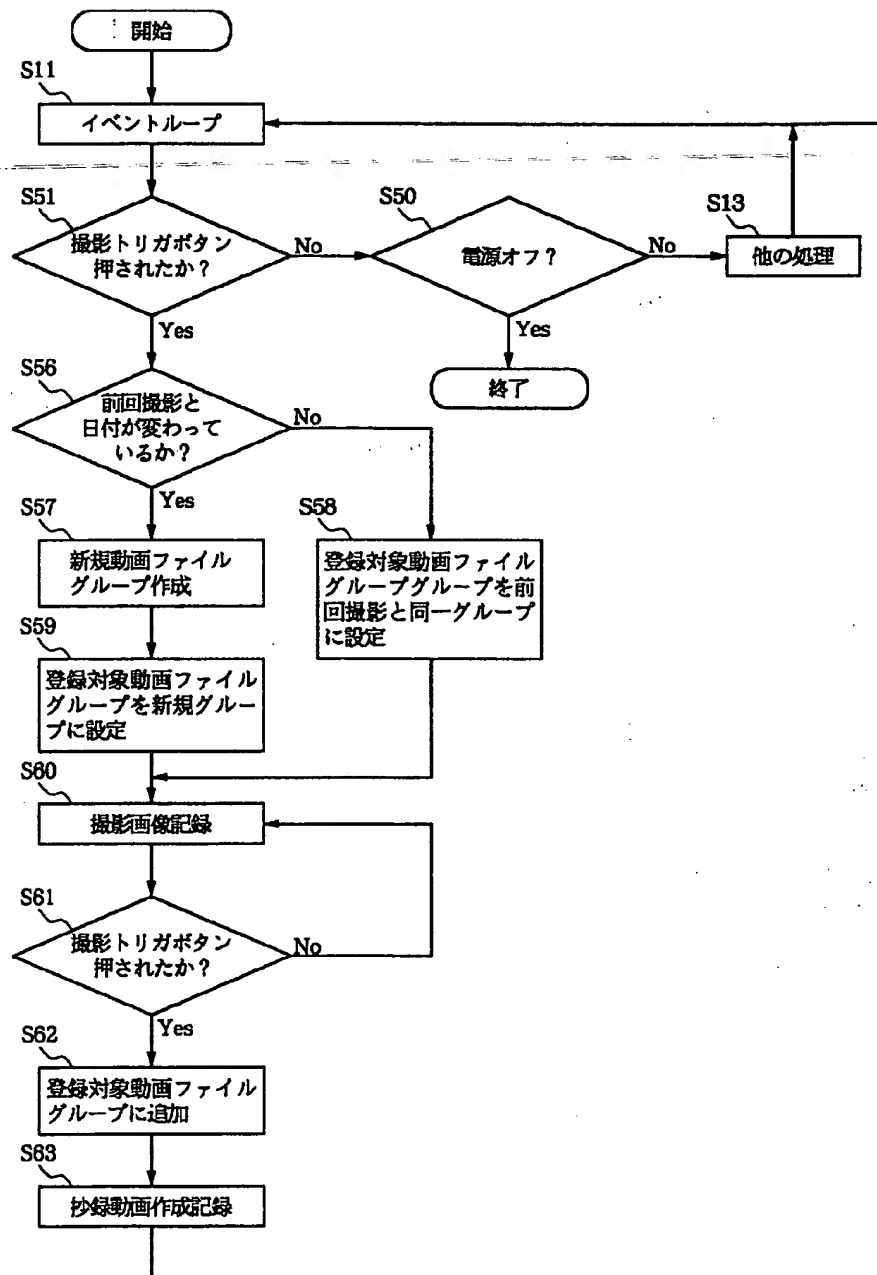 開始
S11
イベントループ
S51
撮影トリガボタン
押されたか?
No
S50
電源オフ?
No
S13
他の処理
Yes
Yes
終了
S56
前回撮影と
日付が変わって
いるか?
No
Yes
S57
新規動画ファイル
グループ作成
S58
登録対象動画ファイル
グループグループを前
回撮影と同一グループ
に設定
S59
登録対象動画ファイル
グループを新規グルー
プに設定
S60
撮影画像記録
S61
撮影トリガボタン
押されたか?
No
Yes
S62
登録対象動画ファイル
グループに追加
S63
抄録動画作成記録